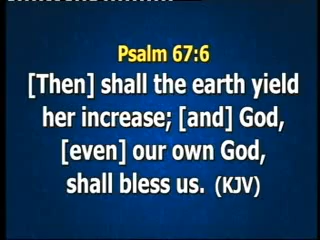 Psalm 67:6
[Then] shall the earth yield
her increase; [and] God,
[even] our own God,
shall bless us. (KJV)